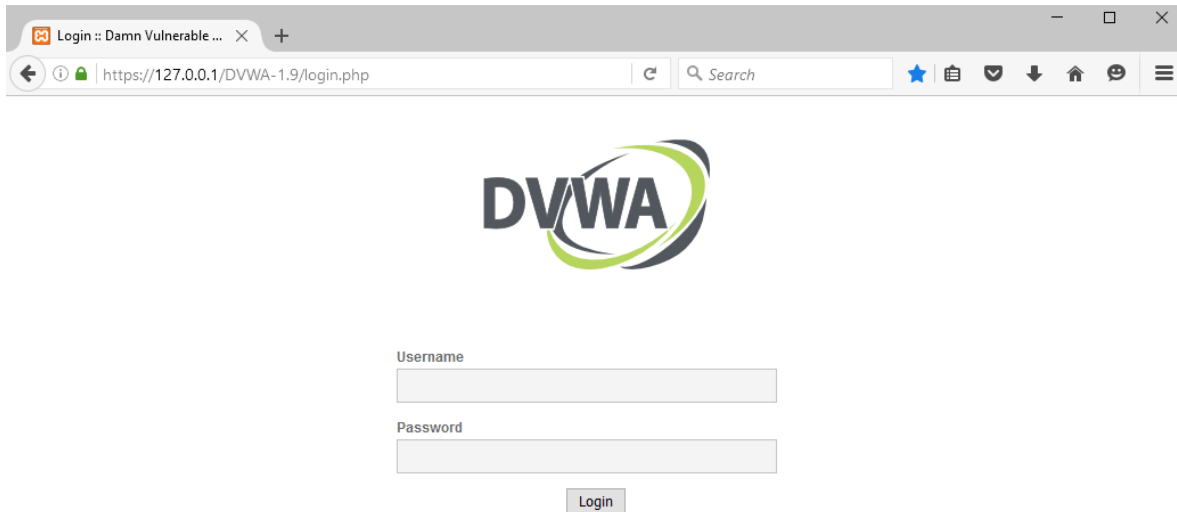 Login :: Damn Vulnerable ...
https://127.0.0.1/DVWA-1.9/login.php
Search
DVWA
Username
Password
Login